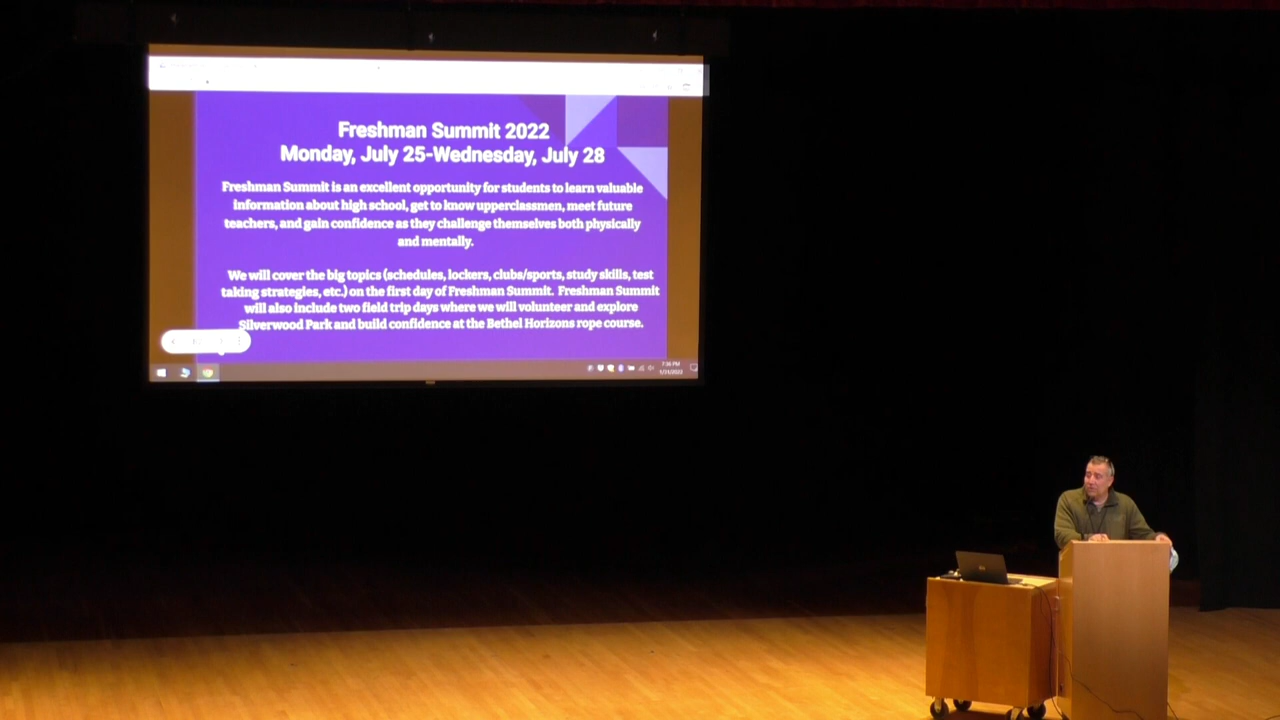 Freshman Summit 2022
Monday, July 25-Wednesday, July 28
Freshman Summit is an excellent opportunity for students to learn valuable
information about high school, get to know upperclassmen, meet future
teachers, and gain confidence as they challenge themselves both physically
and mentally.
We will cover the big topics (schedules, lockers, clubs/sports, study skills, test
taking strategies, etc.) on the first day of Freshman Summit. Freshman Summit
will also include two field trip days where we will volunteer and explore
Silverwood Park and build confidence at the Bethel Horizons rope course.